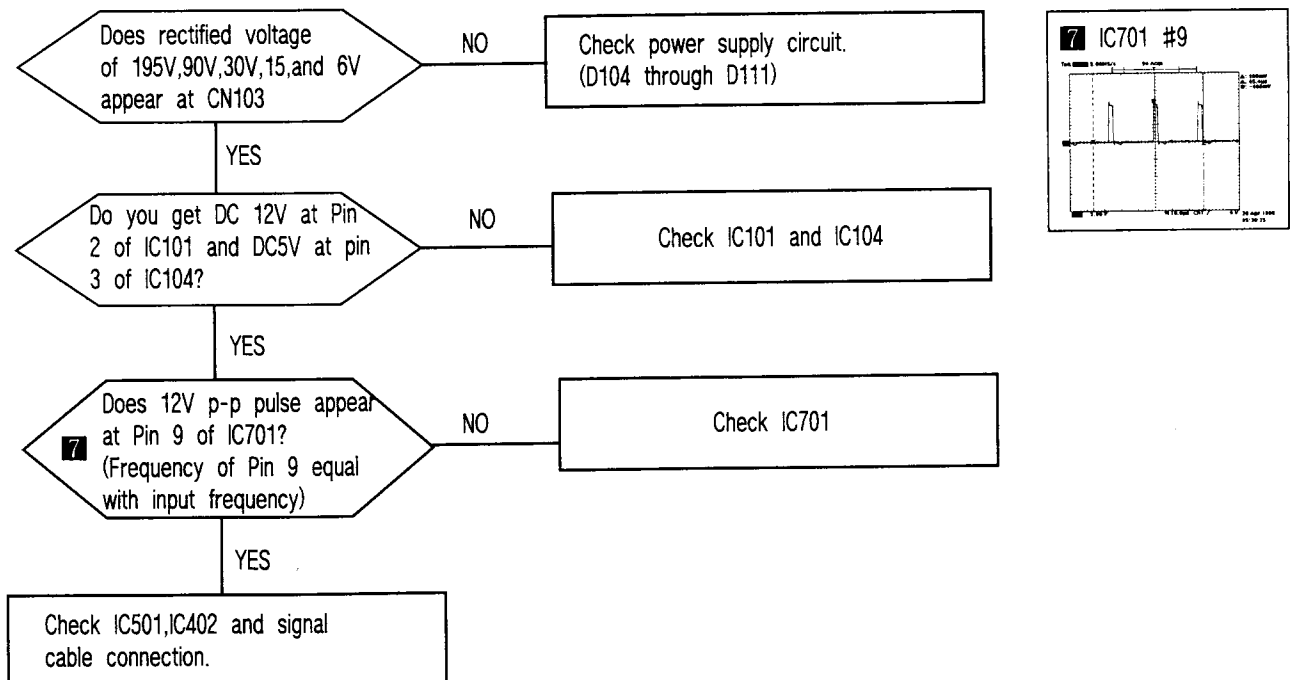 Does rectified voltage
of 195V,90V,30V,15,and 6V
appear at CN103
NO
Check power supply circuit.
(D104 through D111)
YES
Do you get DC 12V at Pin
2 of IC101 and DC5V at pin
3 of IC104?
NO
Check IC101 and IC104
YES
7
Does 12V p-p pulse appear
at Pin 9 of IC701?
(Frequency of Pin 9 equal
with input frequency)
NO
Check IC701
YES
Check IC501,IC402 and signal
cable connection.
7 IC701 #9